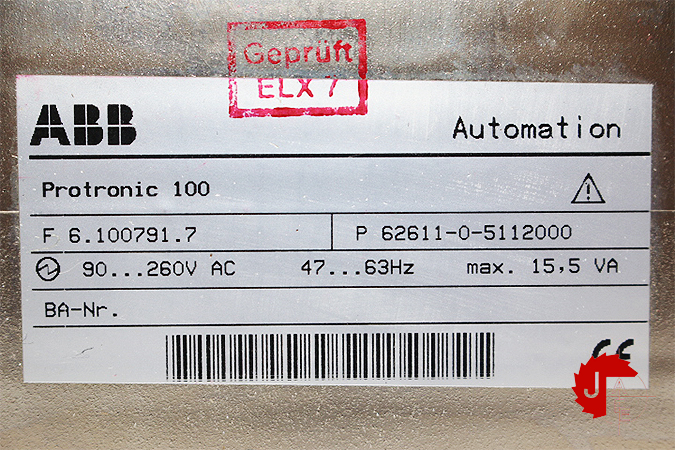 Geprüft
ELX 7
ABB
Automation
Protronic 100
F 6.100791.7
P 62611-0-5112000
90...260V AC 47...63Hz max. 15,5 VA
BA-Nr.
CE
J